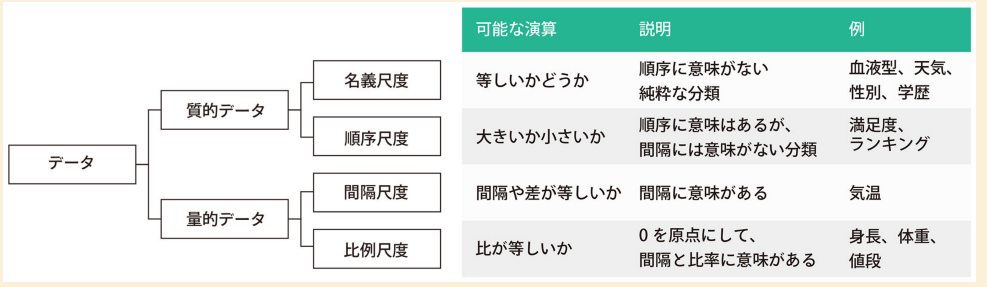 データ
質的データ
量的データ
名義尺度
順序尺度
間隔尺度
比例尺度
可能な演算 説明 例
等しいかどうか
順序に意味がない
純粋な分類
血液型、天気、
性別、学歴
大きいか小さいか
順序に意味はあるが、
間隔には意味がない分類
満足度、
ランキング
間隔や差が等しいか
間隔に意味がある
気温
比が等しいか
0 を原点にして、
間隔と比率に意味がある
身長、体重、
値段